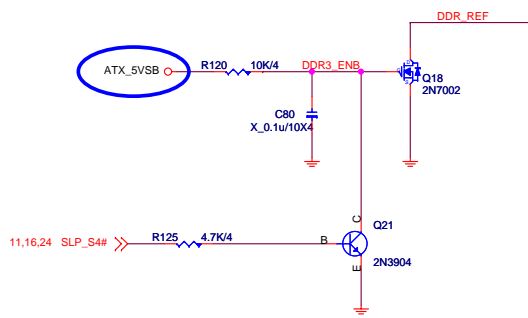 DDR_REF
ATX_5VSB
R120 10K/4
DDR3_ENB
Q18
2N7002
C80
X_0.1u/10X4
11,16,24 SLP_S4#
R125 4.7K/4
B
C
E
Q21
2N3904